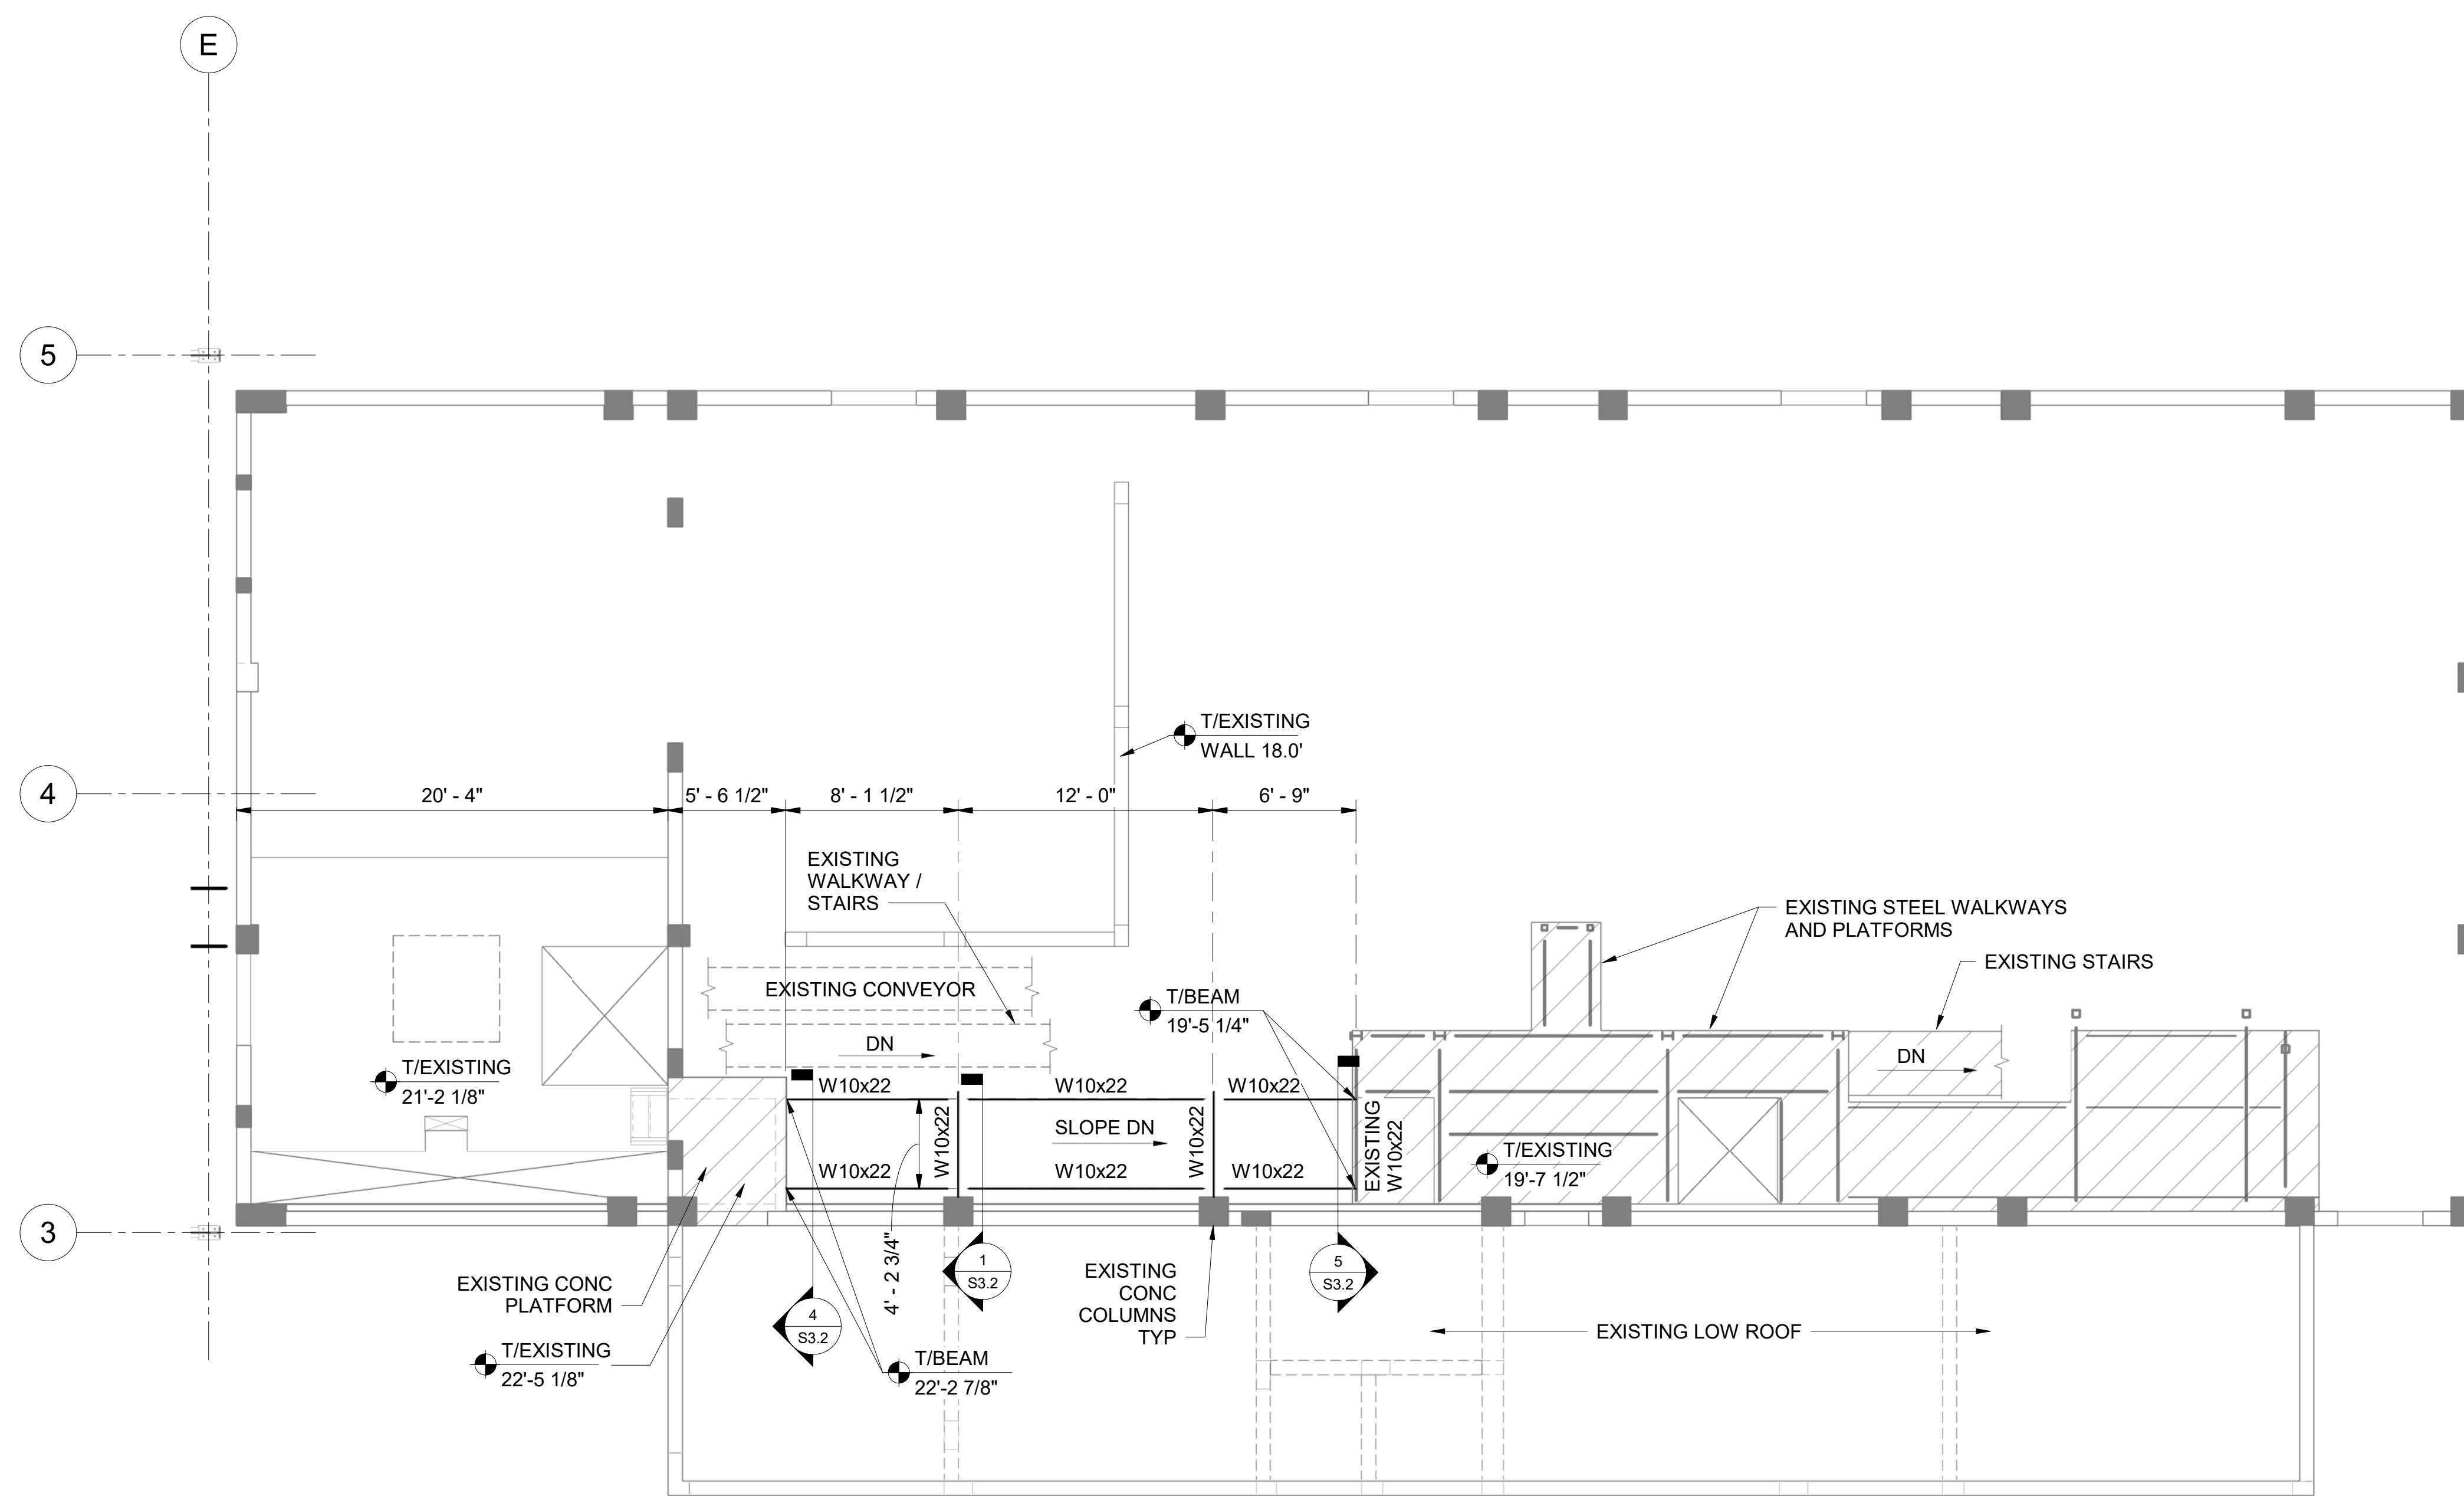 E
5
T/EXISTING
WALL 18.0'
4
20' - 4"
5' - 6 1/2"
8' - 1 1/2"
12' - 0"
6' - 9"
EXISTING
WALKWAY /
STAIRS
EXISTING STEEL WALKWAYS
AND PLATFORMS
EXISTING STAIRS
EXISTING CONVEYOR
T/BEAM
19'-5 1/4"
DN
DN
T/EXISTING
21'-2 1/8"
W10x22
W10x22
W10x22
W10x22
SLOPE DN
W10x22
EXISTING
W10x22
T/EXISTING
19'-7 1/2"
W10x22
W10x22
W10x22
3
4' - 2 3/4"
1
S3.2
5
S3.2
EXISTING
CONC
COLUMNS
TYP
EXISTING CONC
PLATFORM
4
S3.2
EXISTING LOW ROOF
T/EXISTING
22'-5 1/8"
T/BEAM
22'-2 7/8"